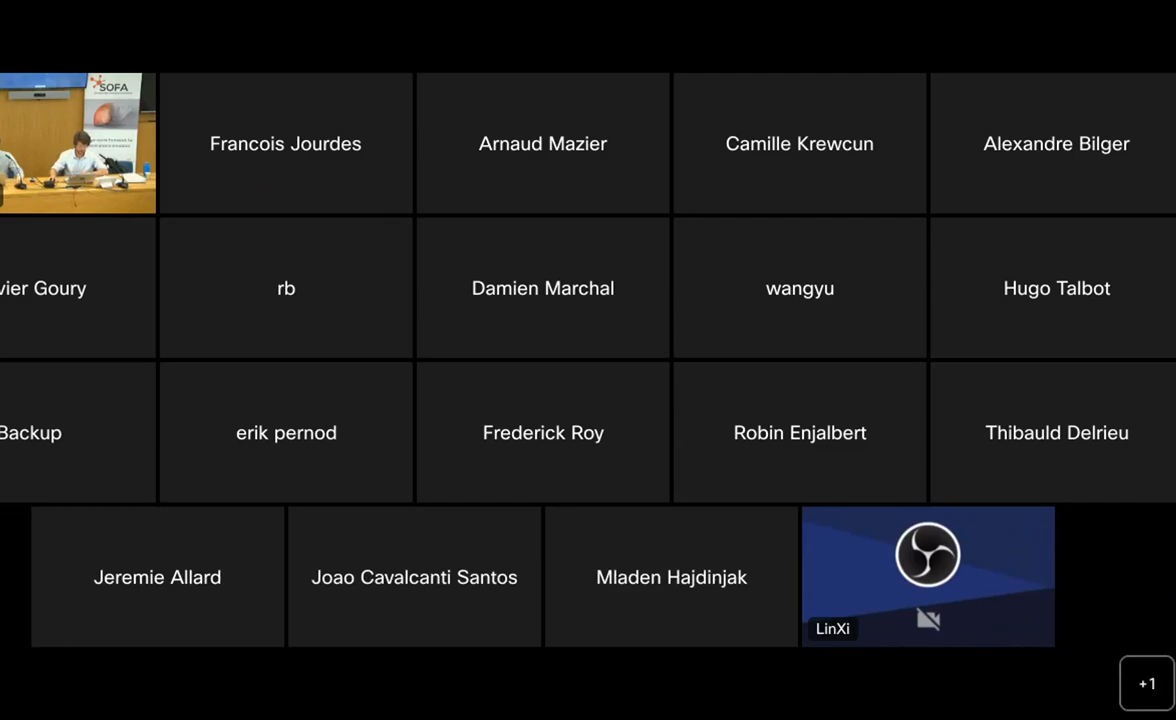 SOFA
Francois Jourdes
Arnaud Mazier
Camille Krewcun
Alexandre Bilger
vier Goury
rb
Damien Marchal
wangyu
Hugo Talbot
Backup
erik pernod
Frederick Roy
Robin Enjalbert
Thibauld Delrieu
Jeremie Allard
Joao Cavalcanti Santos
Mladen Hajdinjak
LinXi
+1